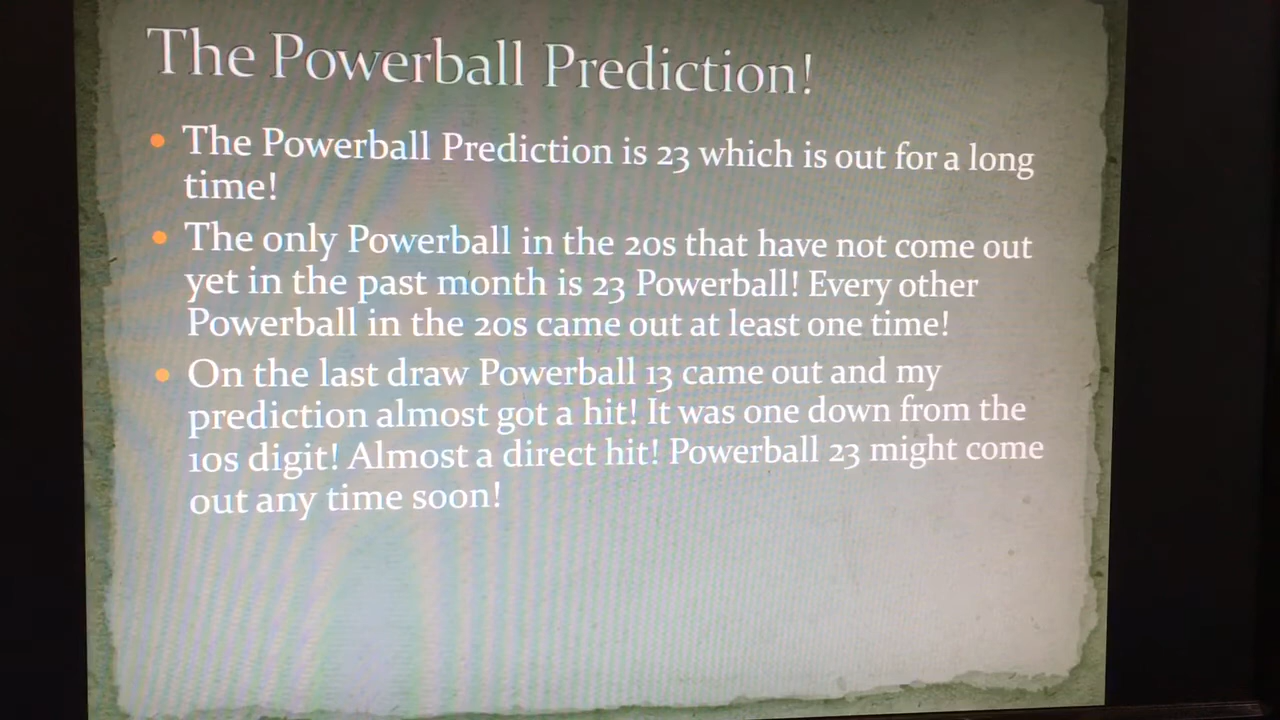 The Powerball Prediction!
The Powerball Prediction is 23 which is out for a long
time!
The only Powerball in the 20s that have not come out
yet in the past month is 23 Powerball! Every other
Powerball in the 20s came out at least one time!
On the last draw Powerball 13 came out and my
prediction almost got a hit! It was one down from the
10s digit! Almost a direct hit! Powerball 23 might come
out any time soon!